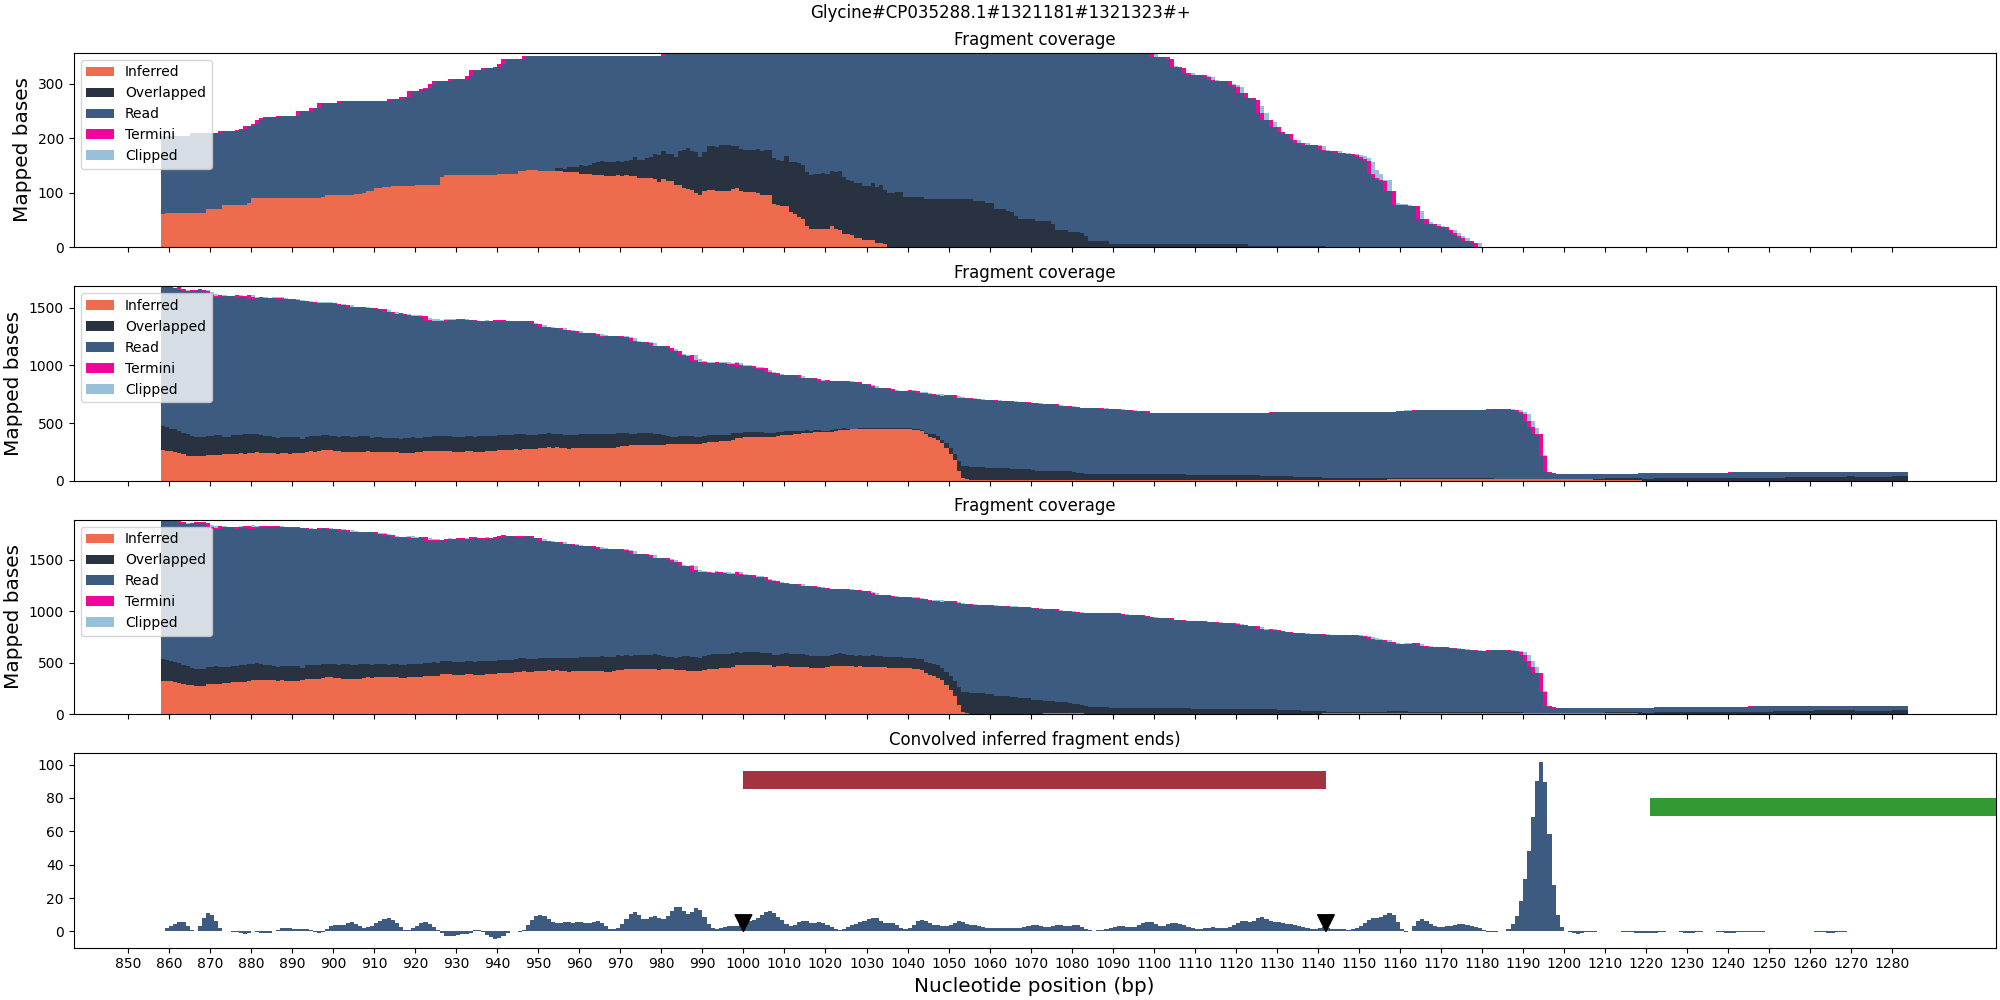 Glycine#CP035288.1#1321181#1321323#+
Fragment coverage
Mapped bases
300
200
100
0
Inferred
Overlapped
Read
Termini
Clipped
Fragment coverage
Mapped bases
1500
1000
500
0
Inferred
Overlapped
Read
Termini
Clipped
Fragment coverage
Mapped bases
1500
1000
500
0
Inferred
Overlapped
Read
Termini
Clipped
Convolved inferred fragment ends)
100
80
60
40
20
0
850 860 870 880 890 900 910 920 930 940 950 960 970 980 990 1000 1010 1020 1030 1040 1050 1060 1070 1080 1090 1100 1110 1120 1130 1140 1150 1160 1170 1180 1190 1200 1210 1220 1230 1240 1250 1260 1270 1280
Nucleotide position (bp)